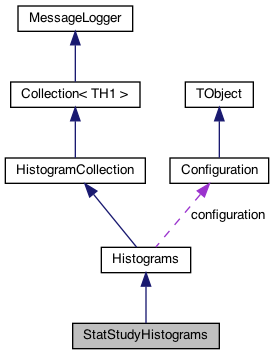 MessageLogger
Collection< TH1 >
TObject
HistogramCollection
Configuration
configuration
Histograms
StatStudyHistograms